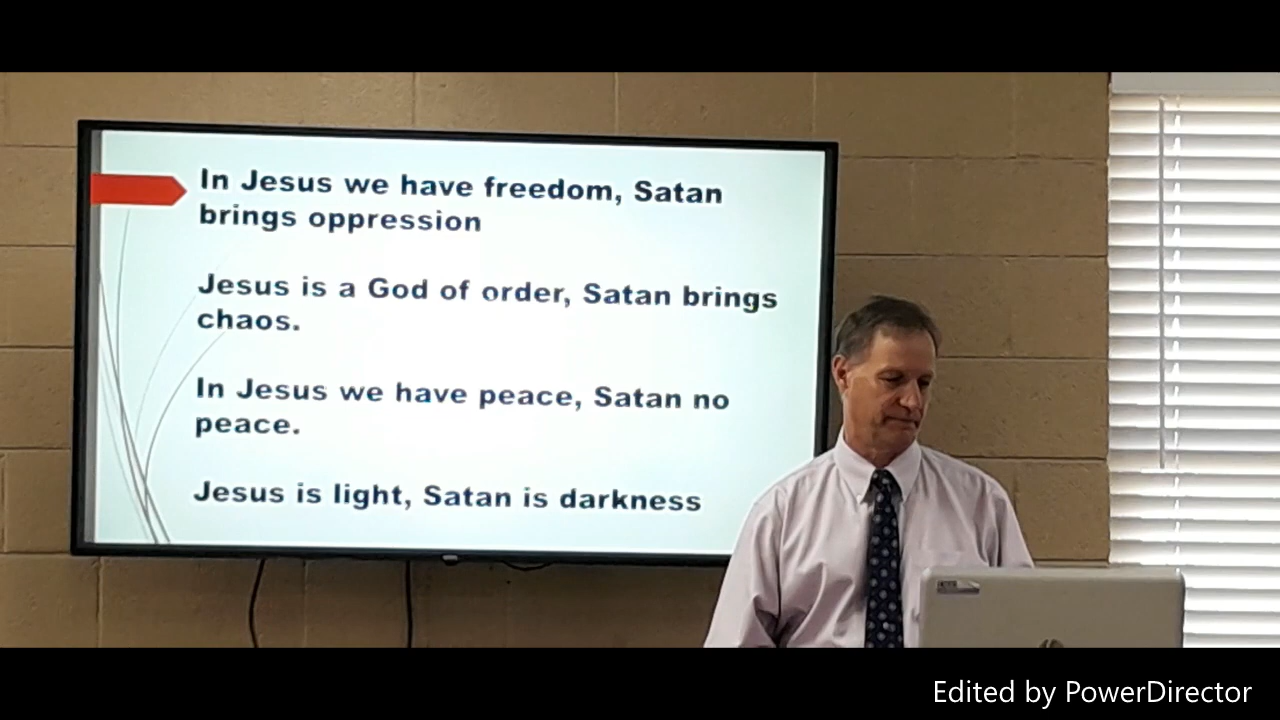 In Jesus we have freedom, Satan
brings oppression
Jesus is a God of order, Satan brings
chaos.
In Jesus we have peace, Satan no
peace.
Jesus is light, Satan is darkness
Edited by PowerDirector